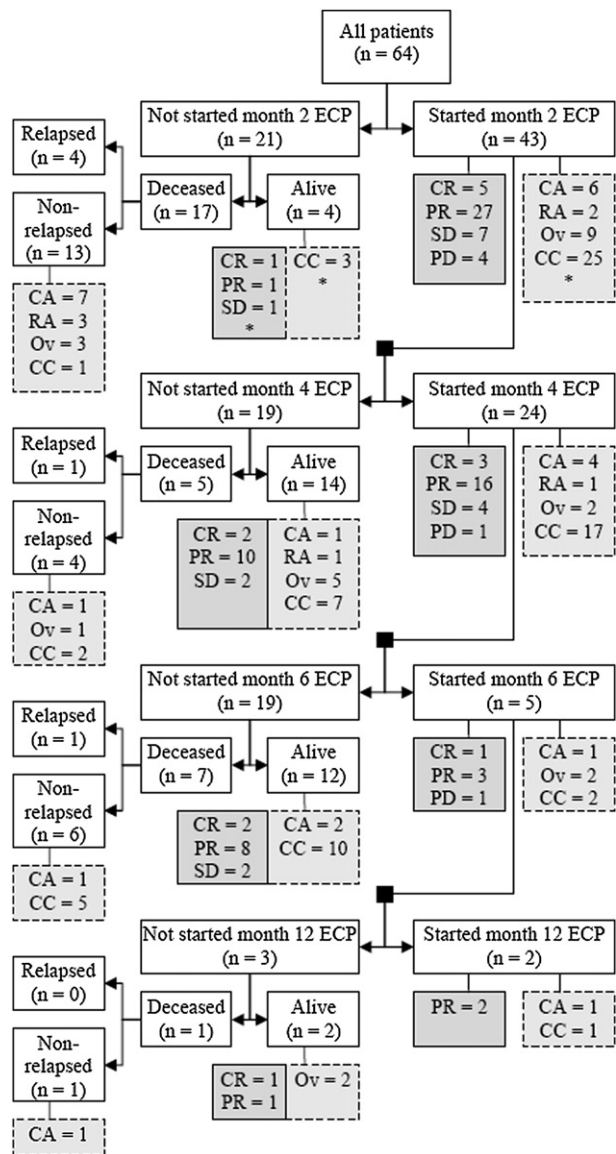 All patients
(n = 64)
Not started month 2 ECP
(n = 21)
Started month 2 ECP
(n = 43)
Relapsed
(n = 4)
Deceased
(n = 17)
Alive
(n = 4)
Non-
relapsed
(n = 13)
CA = 7
RA = 3
Ov = 3
CC = 1
CR = 1
PR = 1
SD = 1
*
CC = 3
*
CR = 5
PR = 27
SD = 7
PD = 4
CA = 6
RA = 2
Ov = 9
CC = 25
*
Not started month 4 ECP
(n = 19)
Started month 4 ECP
(n = 24)
Relapsed
(n = 1)
Deceased
(n = 5)
Alive
(n = 14)
Non-
relapsed
(n = 4)
CA = 1
Ov = 1
CC = 2
CR = 2
PR = 10
SD = 2
CA = 1
RA = 1
Ov = 5
CC = 7
CR = 3
PR = 16
SD = 4
PD = 1
CA = 4
RA = 1
Ov = 2
CC = 17
Not started month 6 ECP
(n = 19)
Started month 6 ECP
(n = 5)
Relapsed
(n = 1)
Deceased
(n = 7)
Alive
(n = 12)
Non-
relapsed
(n = 6)
CA = 1
CC = 5
CR = 2
PR = 8
SD = 2
CA = 2
CC = 10
CR = 1
PR = 3
PD = 1
CA = 1
Ov = 2
CC = 2
Not started month 12 ECP
(n = 3)
Started month 12 ECP
(n = 2)
Relapsed
(n = 0)
Deceased
(n = 1)
Alive
(n = 2)
Non-
relapsed
(n = 1)
CA = 1
CR = 1
PR = 1
Ov = 2
PR = 2
CA = 1
CC = 1